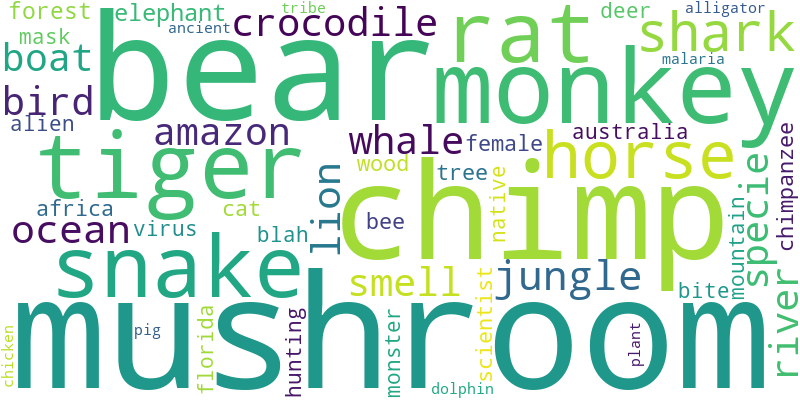 forest
elephant
tribe
ancient
crocodile
rat
deer
alligator
mask
shark
boat
bear
monkey
malaria
bird
alien
amazon
whale
female
australia
tiger
horse
wood
tree
chimpanzee
africa
cat
lion
bee
chimp
native
specie
ocean
virus
blah
mountain
snake
smell
jungle
bite
river
mushroom
chicken
pig
florida
hunting
monster
scientist
plant
dolphin